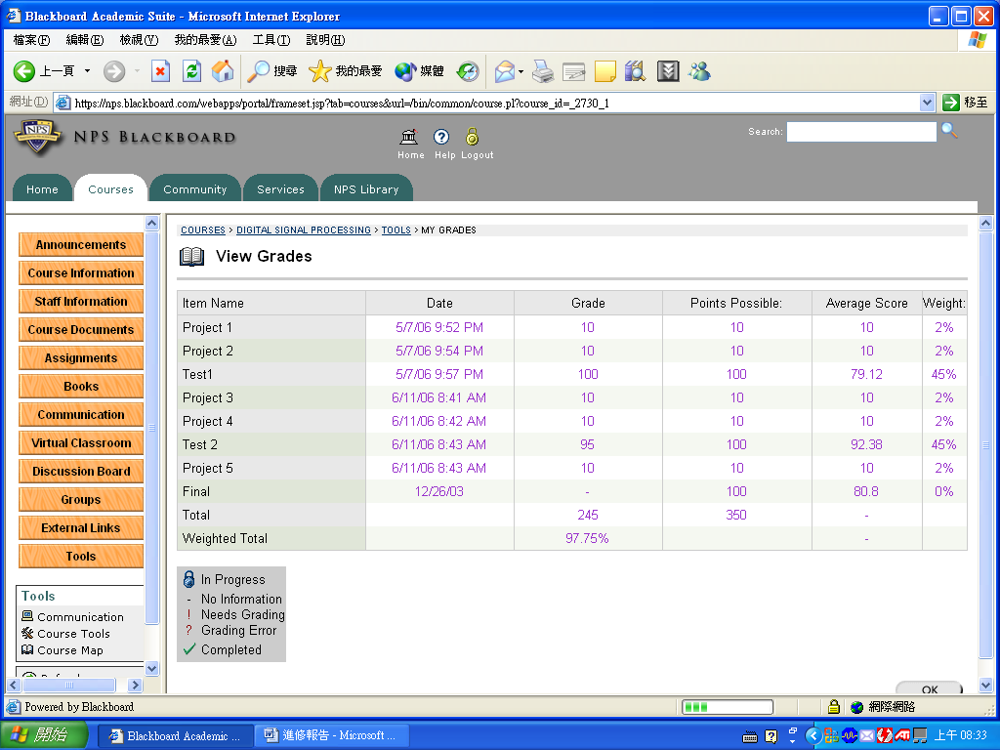 Blackboard Academic Suite - Microsoft Internet Explorer
檔案(F) 編輯(E) 檢視(V) 我的最愛(A) 工具(T) 說明(H)
上一頁 搜尋 我的最愛 媒體
網址(D) https://nps.blackboard.com/webapps/portal/frameset.jsp?tab=courses&url=/bin/common/course.pl?course_id=_2730_1 移至
NPS NPS BLACKBOARD Home Help Logout Search:
Home Courses Community Services NPS Library
Announcements
Course Information
Staff Information
Course Documents
Assignments
Books
Communication
Virtual Classroom
Discussion Board
Groups
External Links
Tools
Tools
Communication
Course Tools
Course Map
COURSES > DIGITAL SIGNAL PROCESSING > TOOLS > MY GRADES
View Grades
Item Name Date Grade Points Possible: Average Score Weight:
Project 1 5/7/06 9:52 PM 10 10 10 2%
Project 2 5/7/06 9:54 PM 10 10 10 2%
Test1 5/7/06 9:57 PM 100 100 79.12 45%
Project 3 6/11/06 8:41 AM 10 10 10 2%
Project 4 6/11/06 8:42 AM 10 10 10 2%
Test 2 6/11/06 8:43 AM 95 100 92.38 45%
Project 5 6/11/06 8:43 AM 10 10 10 2%
Final 12/26/03 - 100 80.8 0%
Total 245 350 -
Weighted Total 97.75% -
In Progress
- No Information
! Needs Grading
? Grading Error
Completed
OK
Powered by Blackboard 網際網路
開始 Blackboard Academic ... 進修報告 - Microsoft ... 上午 08:33